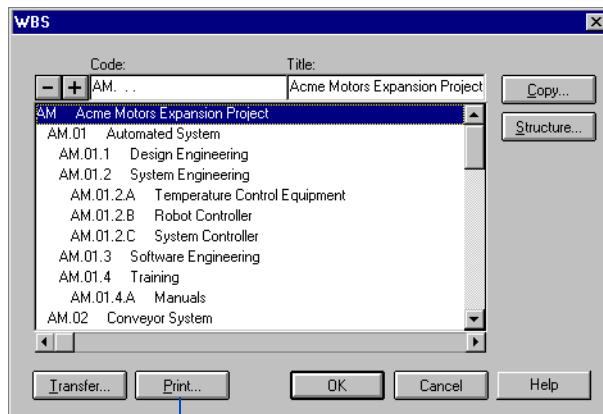 WBS
Code: Title:
AM. . . Acme Motors Expansion Project
Copy...
Structure...
AM Acme Motors Expansion Project
AM.01 Automated System
AM.01.1 Design Engineering
AM.01.2 System Engineering
AM.01.2.A Temperature Control Equipment
AM.01.2.B Robot Controller
AM.01.2.C System Controller
AM.01.3 Software Engineering
AM.01.4 Training
AM.01.4.A Manuals
AM.02 Conveyor System
Transfer... Print... OK Cancel Help